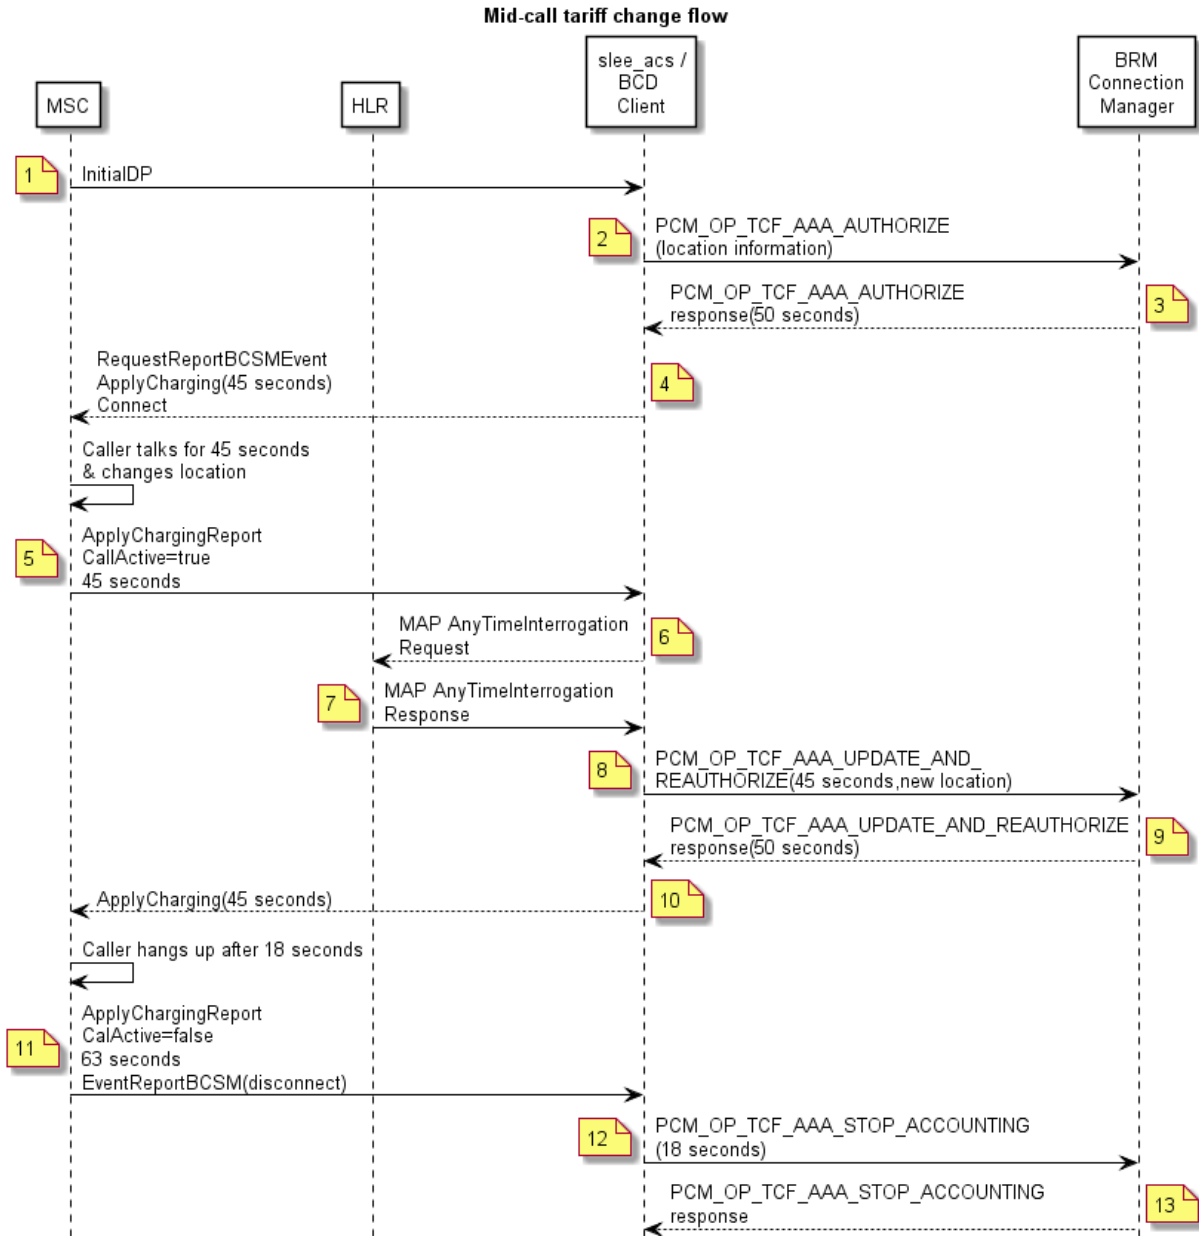 Mid-call tariff change flow
MSC
HLR
slee_acs /
BCD
Client
BRM
Connection
Manager
1
InitialDP
2
PCM_OP_TCF_AAA_AUTHORIZE
(location information)
PCM_OP_TCF_AAA_AUTHORIZE
response(50 seconds)
3
RequestReportBCSMEvent
ApplyCharging(45 seconds)
Connect
4
Caller talks for 45 seconds
& changes location
5
ApplyChargingReport
CallActive=true
45 seconds
MAP AnyTimeInterrogation
Request
6
7
MAP AnyTimeInterrogation
Response
8
PCM_OP_TCF_AAA_UPDATE_AND_
REAUTHORIZE(45 seconds,new location)
PCM_OP_TCF_AAA_UPDATE_AND_REAUTHORIZE
response(50 seconds)
9
ApplyCharging(45 seconds)
10
Caller hangs up after 18 seconds
11
ApplyChargingReport
CalActive=false
63 seconds
EventReportBCSM(disconnect)
12
PCM_OP_TCF_AAA_STOP_ACCOUNTING
(18 seconds)
PCM_OP_TCF_AAA_STOP_ACCOUNTING
response
13